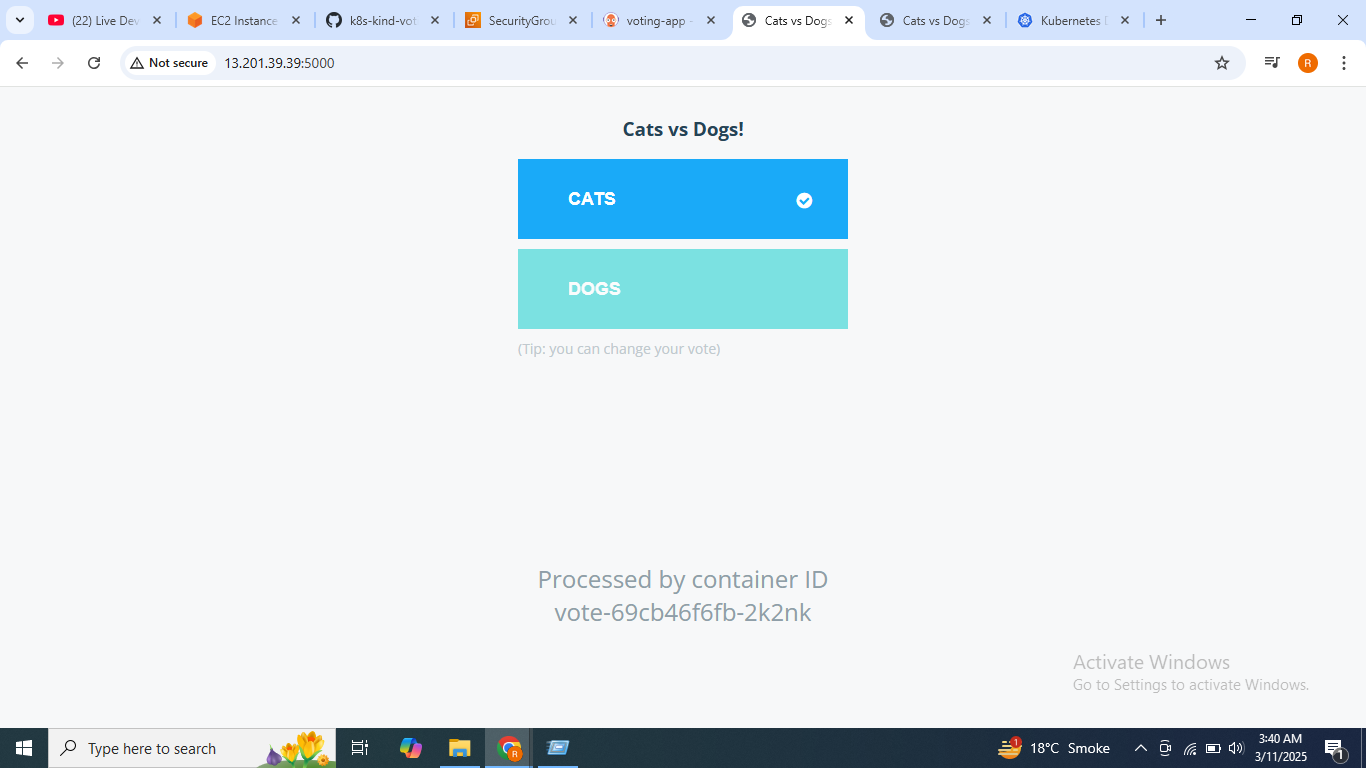 (22) Live Dev
EC2 Instance
k8s-kind-vot
SecurityGrou
voting-app -
Cats vs Dogs
Cats vs Dogs
Kubernetes D
Not secure
13.201.39.39:5000
R
Cats vs Dogs!
CATS
DOGS
(Tip: you can change your vote)
Processed by container ID
vote-69cb46f6fb-2k2nk
Activate Windows
Go to Settings to activate Windows.
Type here to search
R
1
18°C Smoke
3:40 AM
3/11/2025
1